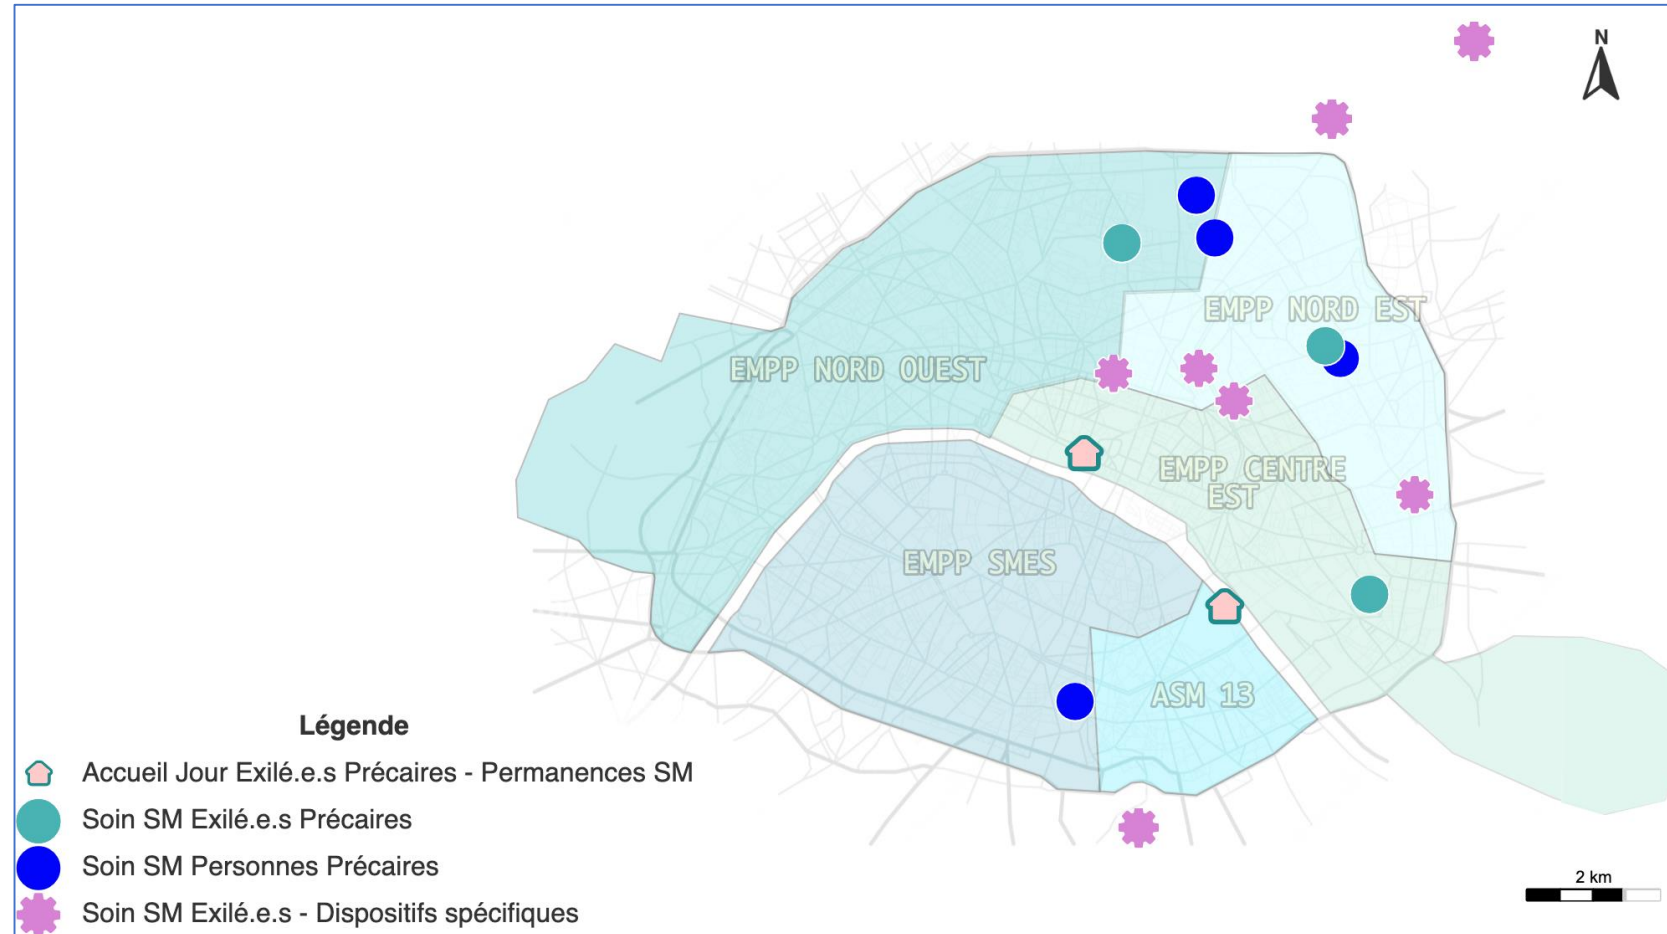 N
EMPP NORD EST
EMPP NORD OUEST
EMPP CENTRE
EST
EMPP SMES
ASM 13
Légende
Accueil Jour Exilé.e.s Précaires - Permanences SM
Soin SM Exilé.e.s Précaires
Soin SM Personnes Précaires
Soin SM Exilé.e.s - Dispositifs spécifiques
2 km